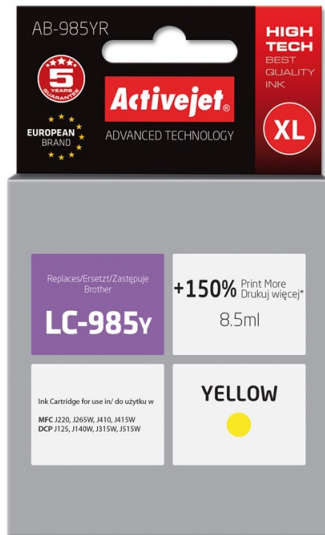 AB-985YR
HIGH
TECH
BEST
QUALITY
INK
5
YEARS
GUARANTEE
Activejet®
ADVANCED TECHNOLOGY
EUROPEAN
BRAND
XL
Replaces/Ersetzt/Zastępuje
Brother
LC-985Y
+150% Print More
Drukuj więcej*
8.5ml
Ink Cartridge for use in/ do użytku w
MFC J220, J265W, J410, J415W
DCP J125, J140W, J315W, J515W
YELLOW